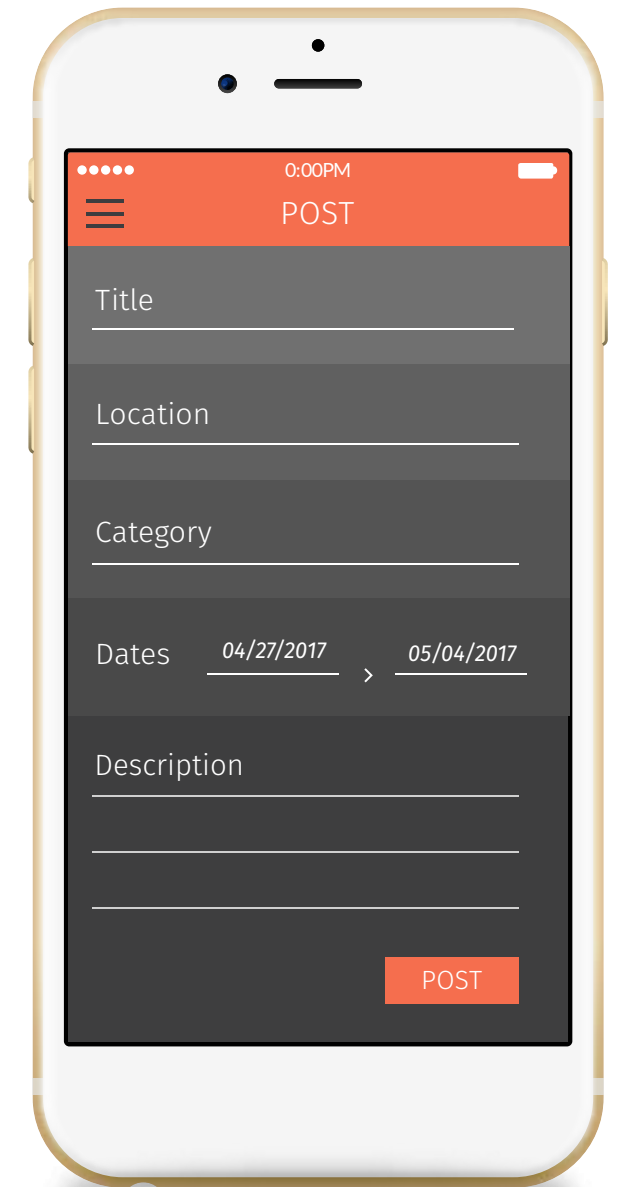 0:00PM
POST
Title
Location
Category
Dates 04/27/2017 > 05/04/2017
Description
POST